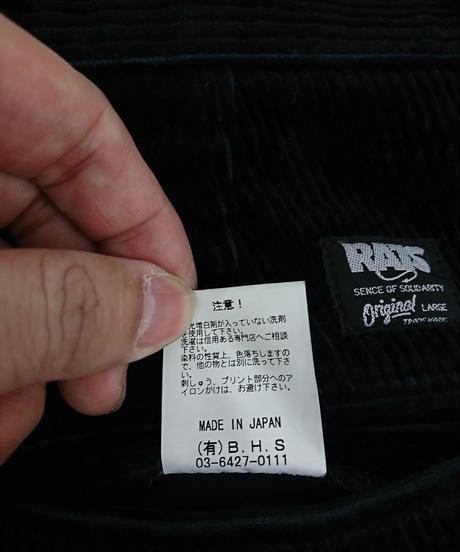 注意!
光増白剤が入っていない洗剤
を使用して下さい。
洗濯は信用ある専門店へご相談
下さい。
染料の性質上、色落ちしますの
で、他の物とは別に洗って下さ
い。
刺しゅう、プリント部分へのア
イロンがけは、お避け下さい。
MADE IN JAPAN
(有)B.H.S
03-6427-0111
RATS
SENCE OF SOLIDARITY
Original LARGE
TRADE MARK